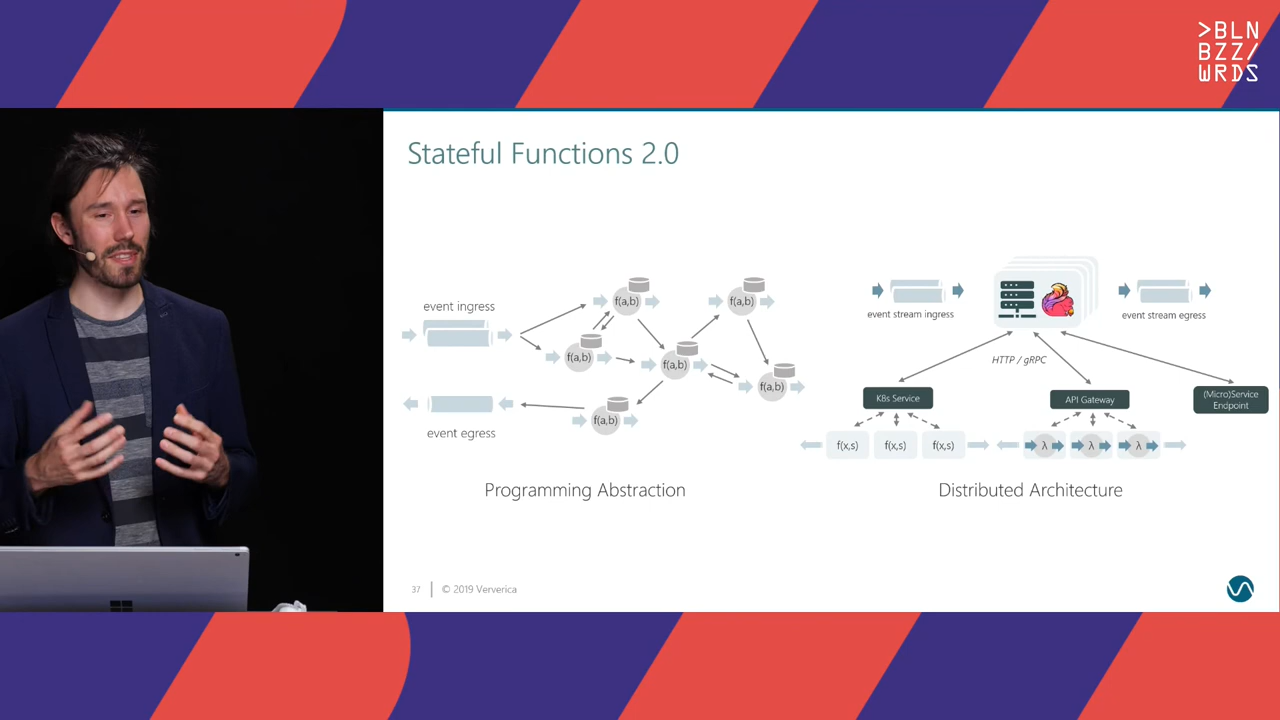 >BLN
BZZ/
WRDS
Stateful Functions 2.0
event ingress
f(a,b)
f(a,b)
f(a,b)
f(a,b)
f(a,b)
f(a,b)
event egress
Programming Abstraction
event stream ingress
event stream egress
HTTP / gRPC
K8s Service
API Gateway
(Micro)Service
Endpoint
f(x,s)
f(x,s)
f(x,s)
λ
λ
λ
Distributed Architecture
37
© 2019 Ververica